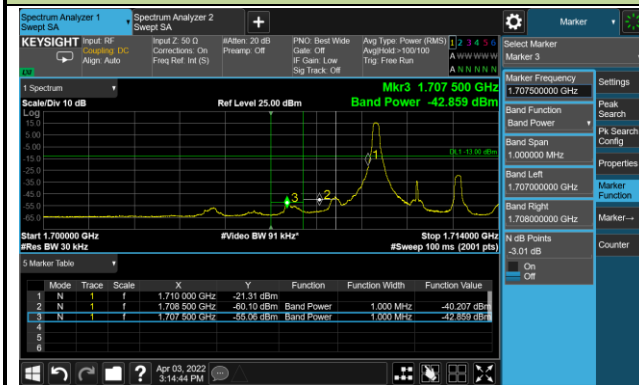 Spectrum Analyzer 1
Swept SA
Spectrum Analyzer 2
Swept SA
+
Marker
KEYSIGHT
Input: RF
Coupling: DC
Align: Auto
Input Z: 50 Ω
Corrections: On
Freq Ref: Int (S)
#Atten: 20 dB
Preamp: Off
PNO: Best Wide
Gate: Off
IF Gain: Low
Sig Track: Off
Avg Type: Power (RMS)
Avg|Hold >100/100
Trig: Free Run
1 2 3 4 5 6
A W W W W W
A N N N N N
Select Marker
Marker 3
LXI
1 Spectrum
Scale/Div 10 dB
Log
Ref Level 25.00 dBm
Mkr3 1.707 500 GHz
Band Power -42.859 dBm
15.0
5.00
-5.00
-15.0
-25.0
-35.0
-45.0
-55.0
-65.0
DL1 -13.00 dBm
1
2
3
Start 1.700000 GHz
#Res BW 30 kHz
#Video BW 91 kHz*
Stop 1.714000 GHz
#Sweep 100 ms (2001 pts)
Marker Frequency
1.707500000 GHz
Band Function
Band Power
Band Span
1.000000 MHz
Band Left
1.707000000 GHz
Band Right
1.708000000 GHz
N dB Points
-3.01 dB
On
Off
Settings
Peak
Search
Pk Search
Config
Properties
Marker
Function
Marker→
Counter
5 Marker Table
Mode Trace Scale X Y Function Function Width Function Value
1 N 1 f 1.710 000 GHz -21.31 dBm
2 N 1 f 1.708 500 GHz -60.10 dBm Band Power 1.000 MHz -40.207 dBm
3 N 1 f 1.707 500 GHz -55.06 dBm Band Power 1.000 MHz -42.859 dBm
4
5
6
?
Apr 03, 2022
3:14:44 PM